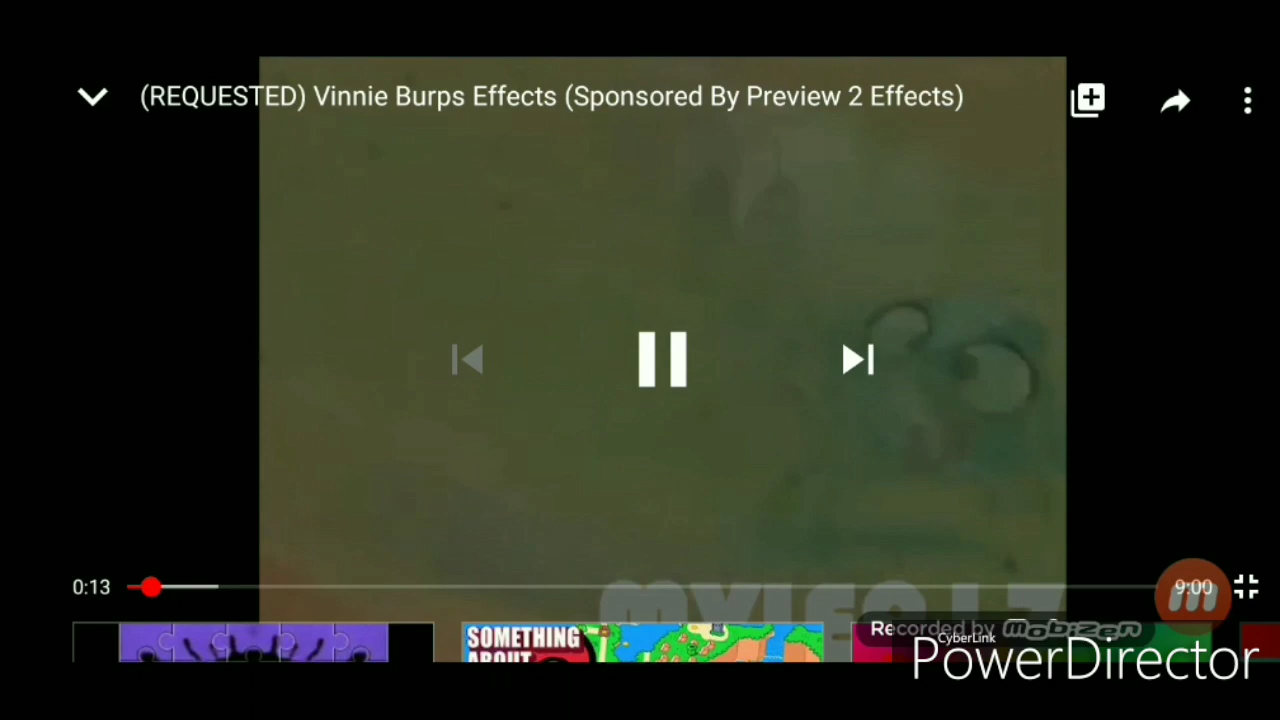 (REQUESTED) Vinnie Burps Effects (Sponsored By Preview 2 Effects)
0:13
9:00
SOMETHING
ABOUT
Recorded by mobizen
CyberLink
PowerDirector